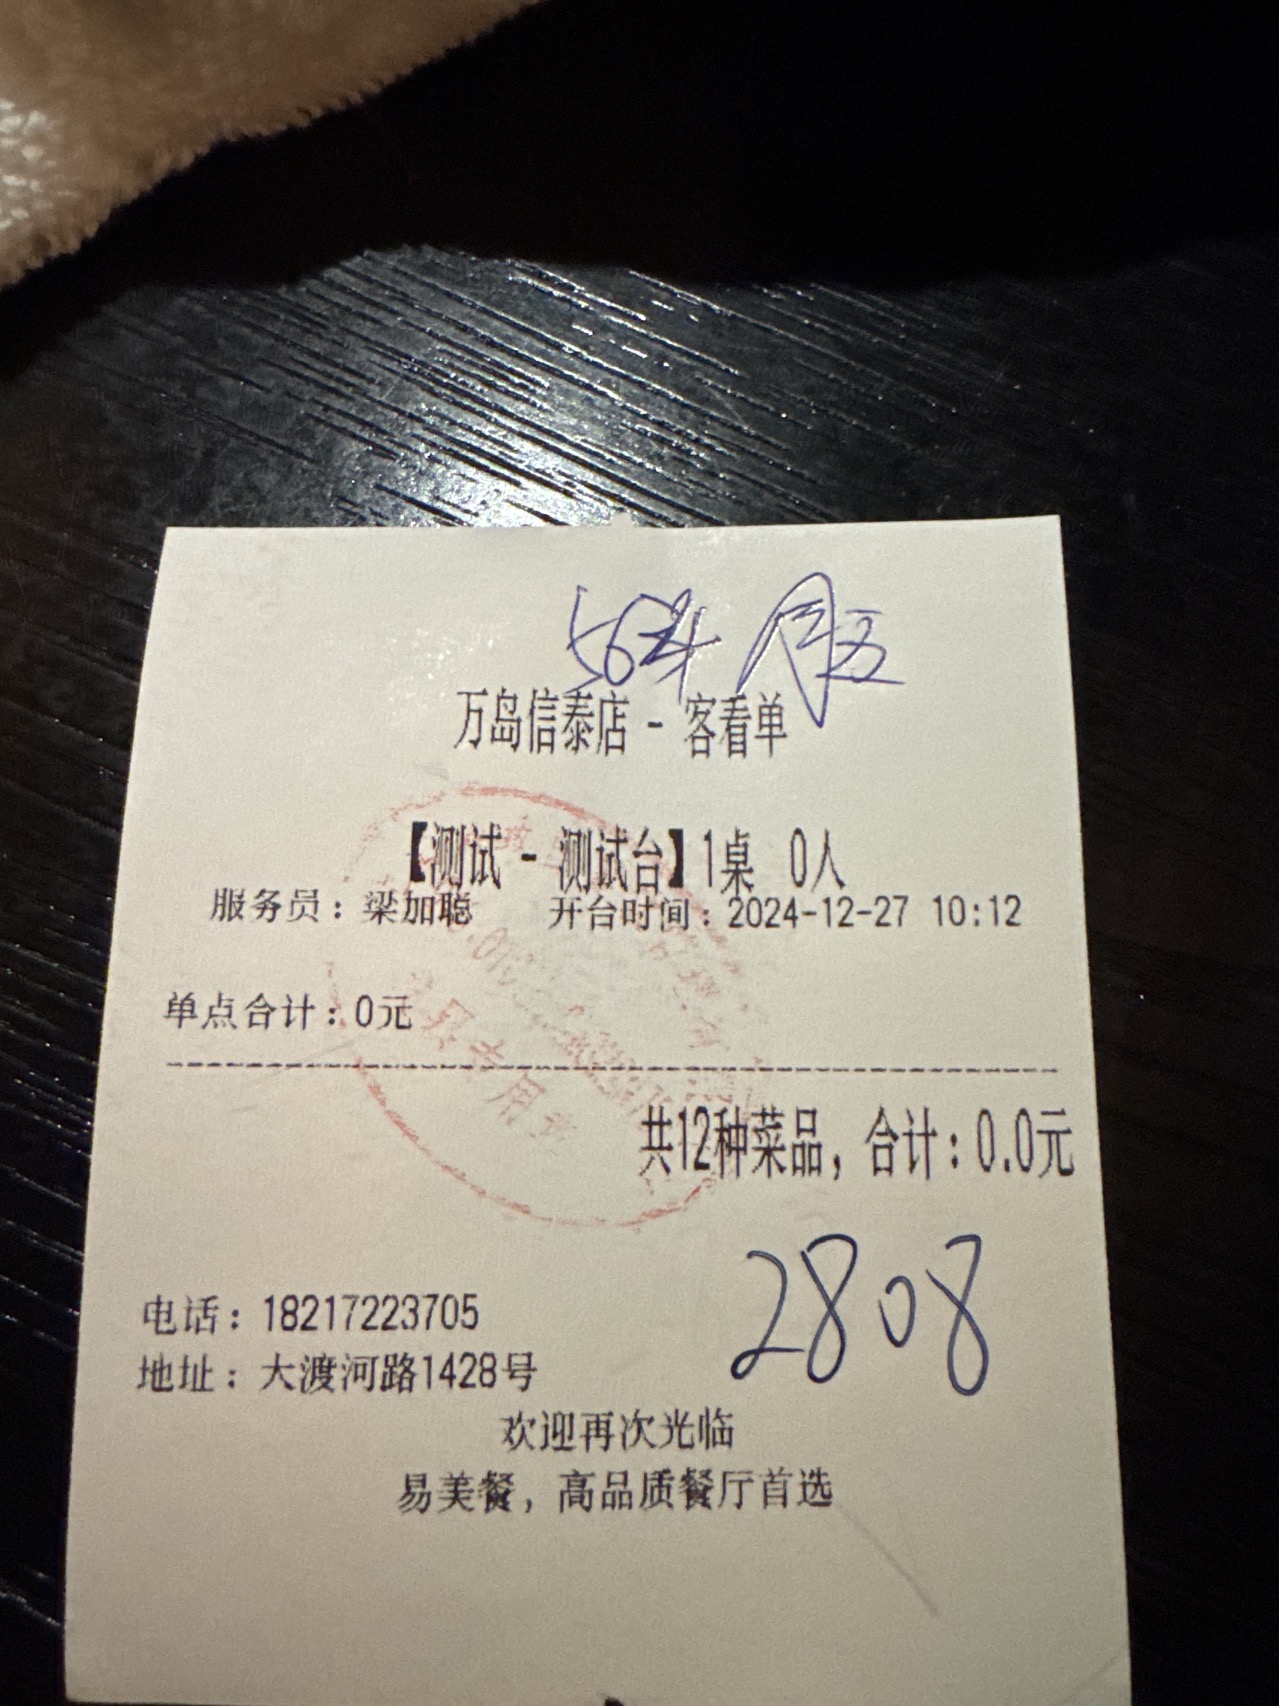 万岛信泰店 - 客看单
【测试 - 测试台】1桌 0人
服务员：梁加聪 开台时间：2024-12-27 10:12
单点合计：0元
共12种菜品，合计：0.0元
2808
电话：18217223705
地址：大渡河路1428号
欢迎再次光临
易美餐，高品质餐厅首选